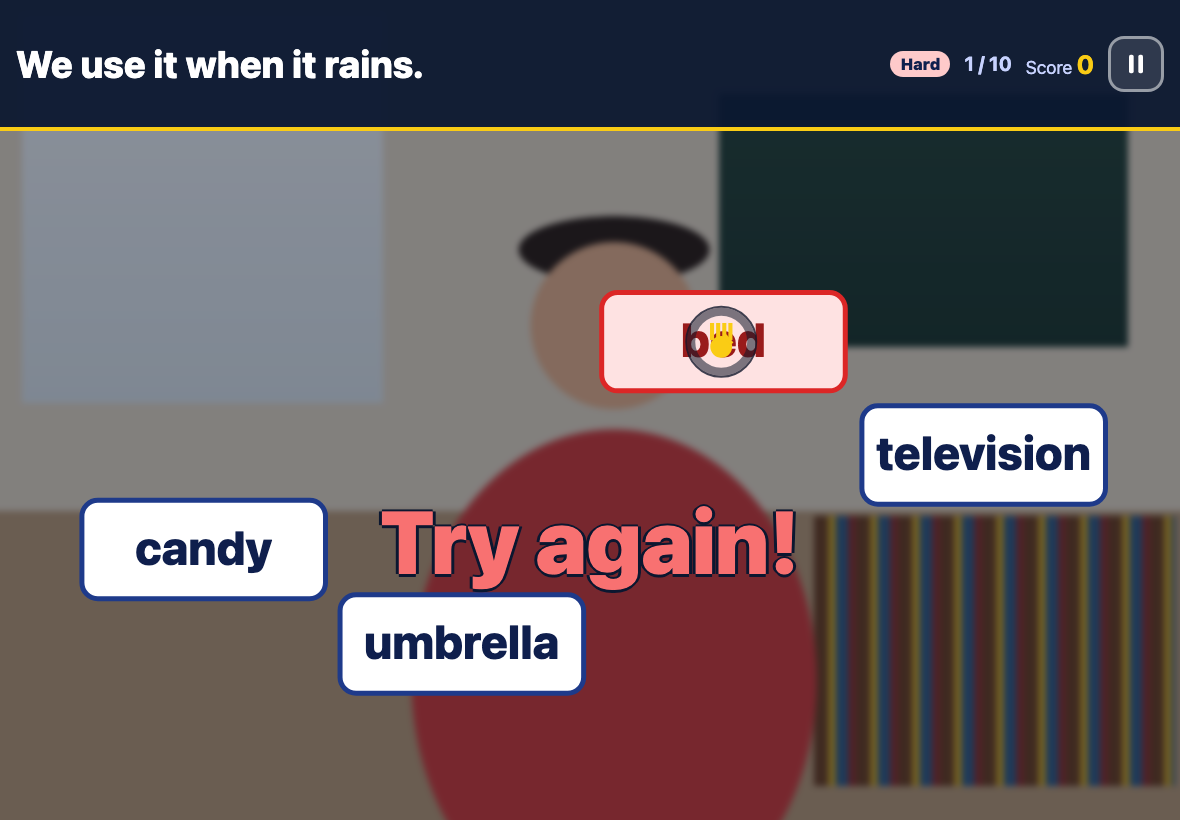 We use it when it rains.
Hard 1 / 10 Score 0
bed
television
candy
Try again!
umbrella